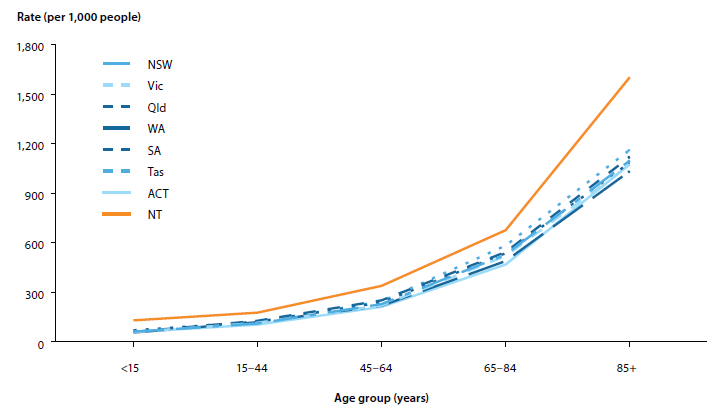 Rate (per 1,000 people)
1,800
1,500
1,200
900
600
300
0
NSW
Vic
Qld
WA
SA
Tas
ACT
NT
<15
15–44
45–64
65–84
85+
Age group (years)